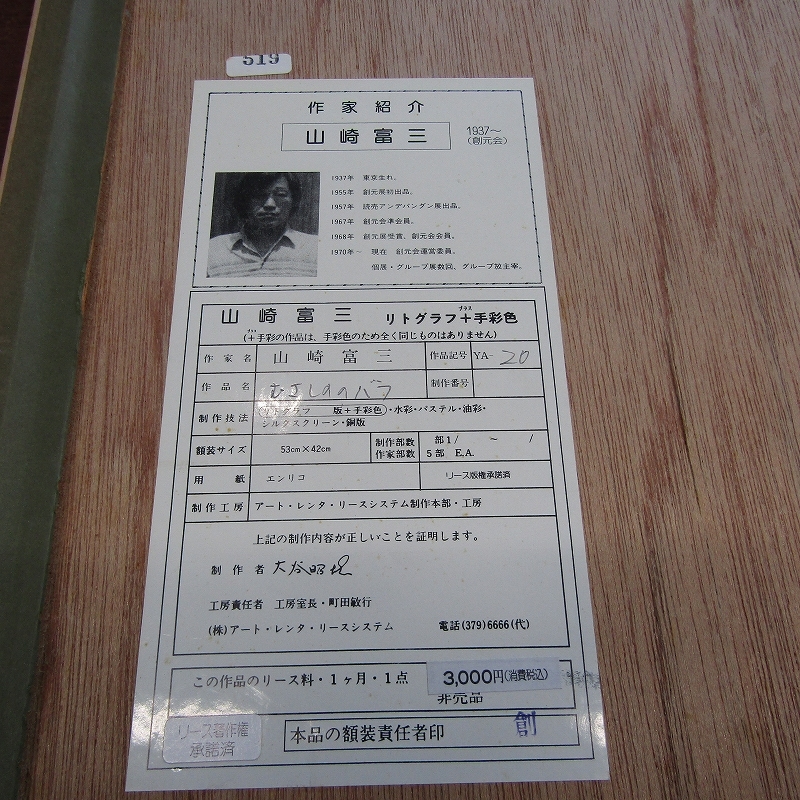 519
作家紹介
山崎富三
1937〜
(創元会)
1937年 東京生れ。
1955年 創元展初出品。
1957年 読売アンデパンダン展出品。
1967年 創元会準会員。
1968年 創元展受賞、創元会会員。
1970年〜 現在 創元会運営委員。
個展・グループ展数回、グループ放主宰。
山崎富三 リトグラフ+手彩色
プラス
(+手彩の作品は、手彩色のため全く同じものはありません)
プラス
作家名 山崎富三 作品記号 YA-20
作品名 むさしののバラ 制作番号
制作技法 リトグラフ 版+手彩色・水彩・パステル・油彩・
シルクスクリーン・銅版
額装サイズ 53cm×42cm 制作部数 部1/ 〜 /
作家部数 5部 E.A.
用紙 エンリコ リース版権承諾済
制作工房 アート・レンタ・リースシステム制作本部・工房
上記の制作内容が正しいことを証明します。
制作者 大谷昭
工房責任者 工房室長・町田敏行
(株)アート・レンタ・リースシステム 電話(379)6666(代)
この作品のリース料・1ヶ月・1点 3,000円(消費税込)
非売品
リース著作権
承諾済
本品の額装責任者印 創